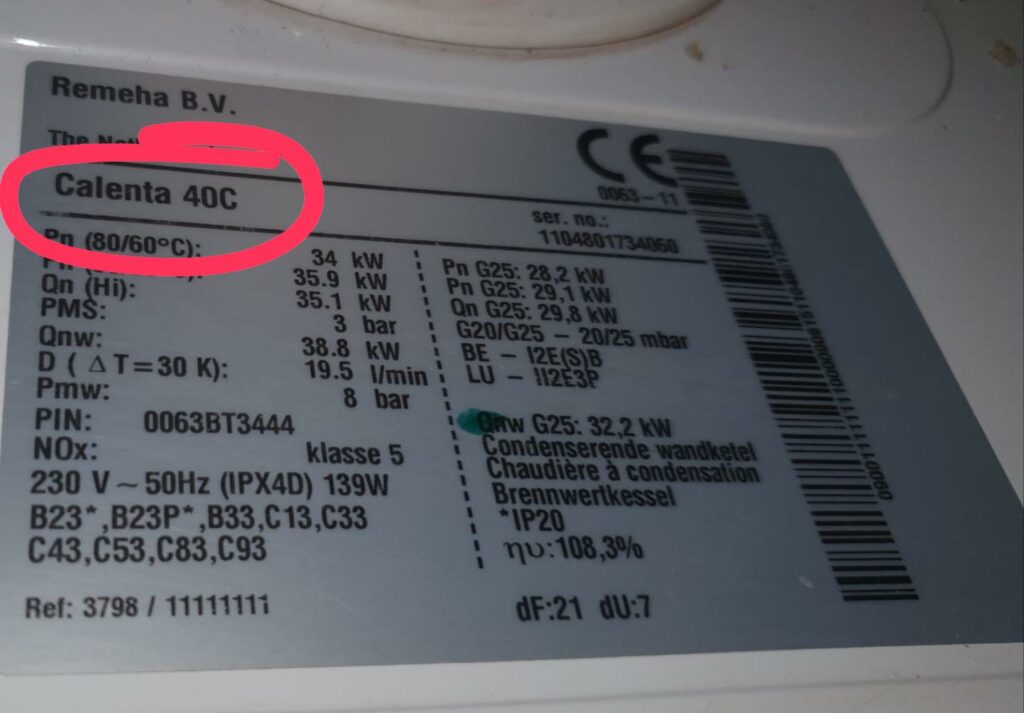 Remeha B.V.
The
CE
0063-11
Calenta 40C
ser. no.:
1104801734060
Pn (80/60°C): 34 kW
35.9 kW
Qn (Hi): 35.1 kW
PMS: 3 bar
Qnw: 38.8 kW
D ( ΔT=30 K): 19.5 l/min
Pmw: 8 bar
PIN: 0063BT3444
NOx: klasse 5
230 V ~ 50Hz (IPX4D) 139W
B23*,B23P*,B33,C13,C33
C43,C53,C83,C93
Ref: 3798 / 11111111
Pn G25: 28,2 kW
Pn G25: 29,1 kW
Qn G25: 29,8 kW
G20/G25 - 20/25 mbar
BE - I2E(S)B
LU - II2E3P
Qnw G25: 32,2 kW
Condenserende wandketel
Chaudière à condensation
Brennwertkessel
*IP20
ηυ:108,3%
dF:21 dU:7